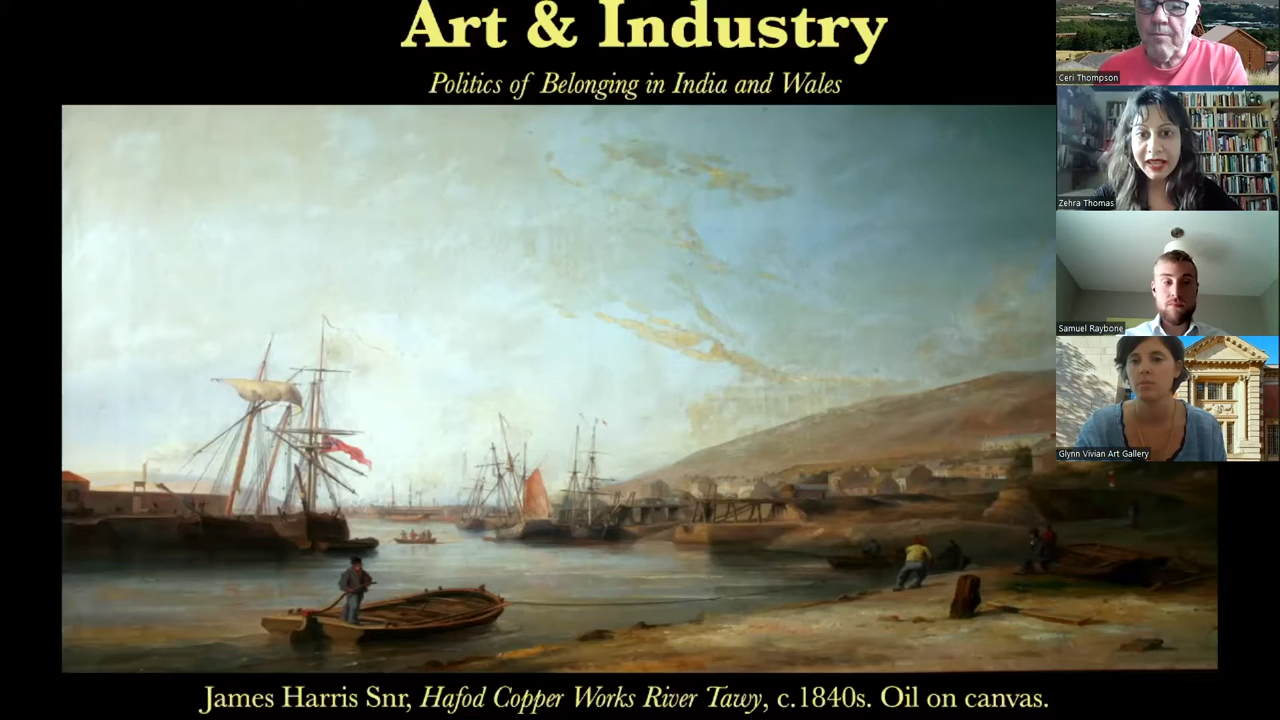 Art & Industry
Politics of Belonging in India and Wales
Ceri Thompson
Zehra Thomas
Samuel Raybone
Glynn Vivian Art Gallery
James Harris Snr, Hafod Copper Works River Tawy, c.1840s. Oil on canvas.